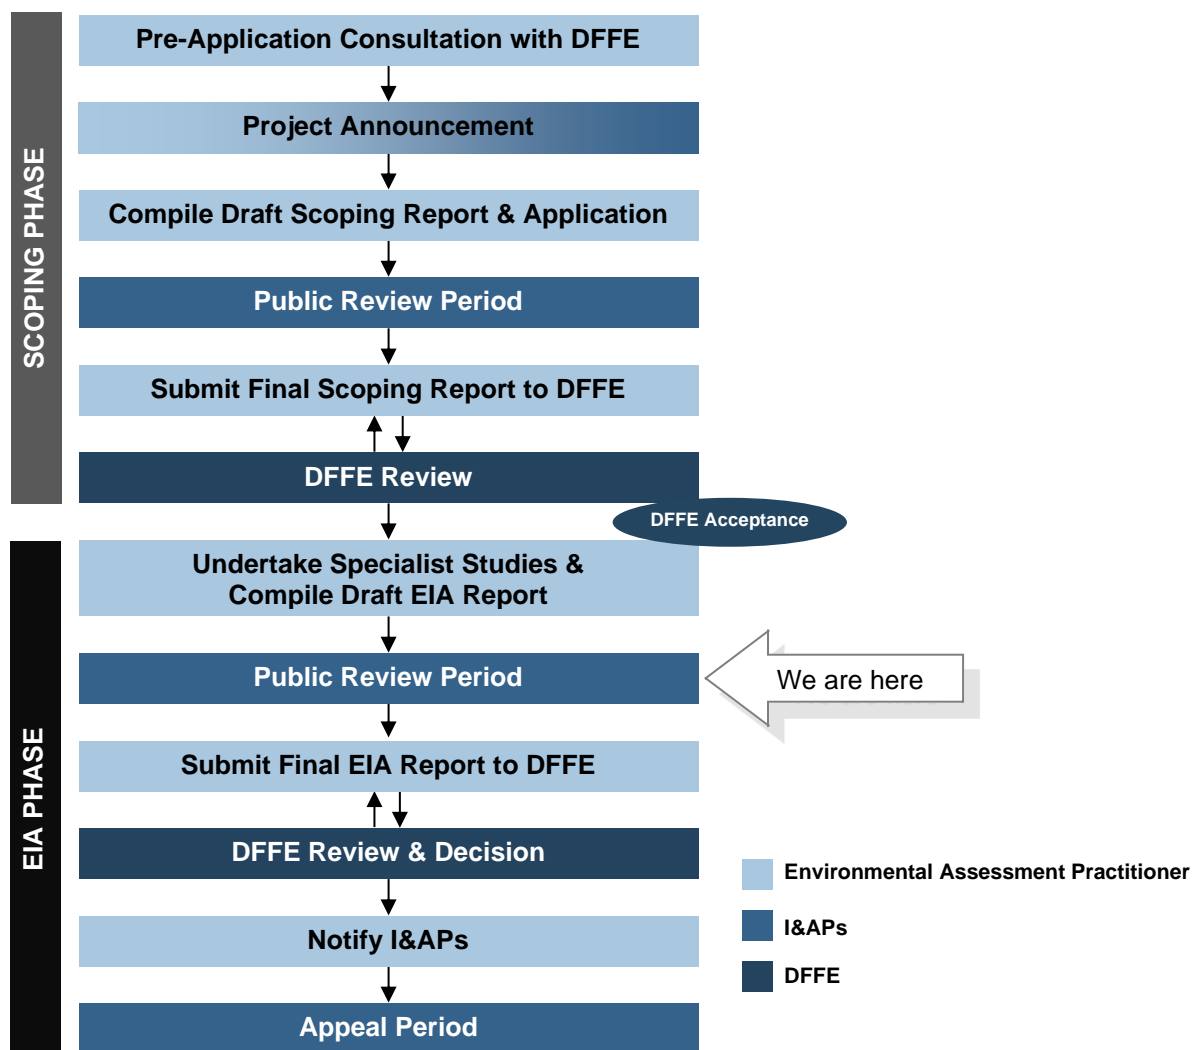 SCOPING PHASE
Pre-Application Consultation with DFFE
Project Announcement
Compile Draft Scoping Report & Application
Public Review Period
Submit Final Scoping Report to DFFE
DFFE Review
DFFE Acceptance
EIA PHASE
Undertake Specialist Studies &
Compile Draft EIA Report
Public Review Period
We are here
Submit Final EIA Report to DFFE
DFFE Review & Decision
Notify I&APs
Appeal Period
Environmental Assessment Practitioner
I&APs
DFFE